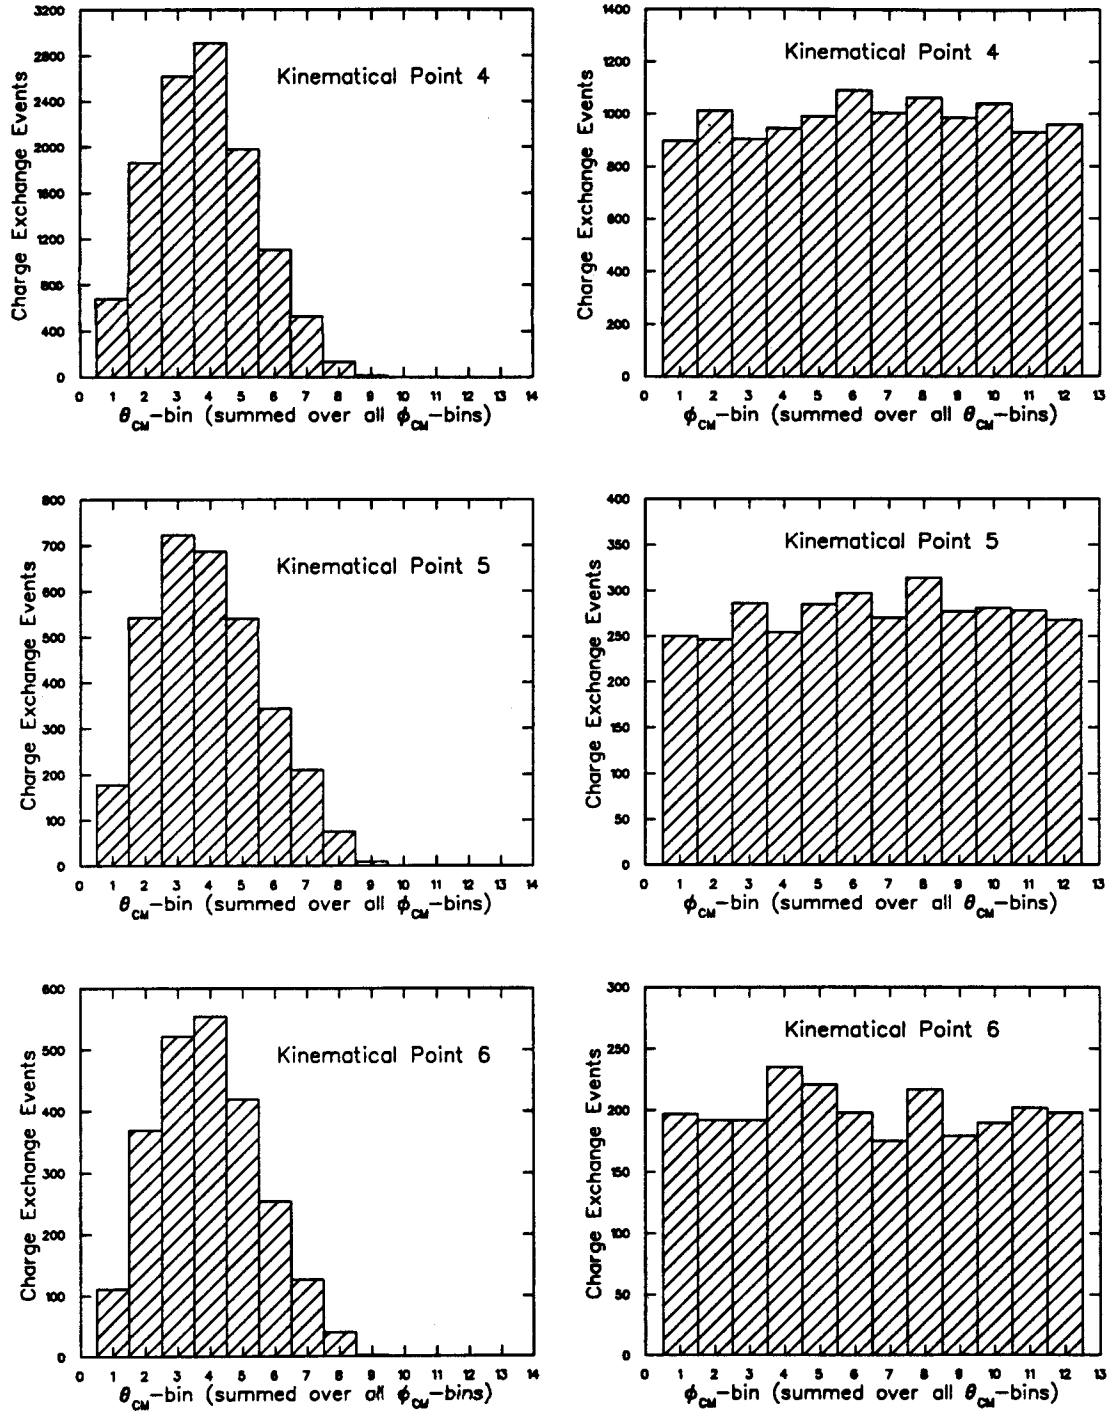 3200
2800
2400
2000
1600
1200
800
400
0
Charge Exchange Events
Kinematical Point 4
0 1 2 3 4 5 6 7 8 9 10 11 12 13 14
θCM-bin (summed over all ϕCM-bins)
1400
1200
1000
800
600
400
200
0
Charge Exchange Events
Kinematical Point 4
0 1 2 3 4 5 6 7 8 9 10 11 12 13
ϕCM-bin (summed over all θCM-bins)
800
700
600
500
400
300
200
100
0
Charge Exchange Events
Kinematical Point 5
0 1 2 3 4 5 6 7 8 9 10 11 12 13 14
θCM-bin (summed over all ϕCM-bins)
400
350
300
250
200
150
100
50
0
Charge Exchange Events
Kinematical Point 5
0 1 2 3 4 5 6 7 8 9 10 11 12 13
ϕCM-bin (summed over all θCM-bins)
600
500
400
300
200
100
0
Charge Exchange Events
Kinematical Point 6
0 1 2 3 4 5 6 7 8 9 10 11 12 13 14
θCM-bin (summed over all ϕCM-bins)
300
250
200
150
100
50
0
Charge Exchange Events
Kinematical Point 6
0 1 2 3 4 5 6 7 8 9 10 11 12 13
ϕCM-bin (summed over all θCM-bins)